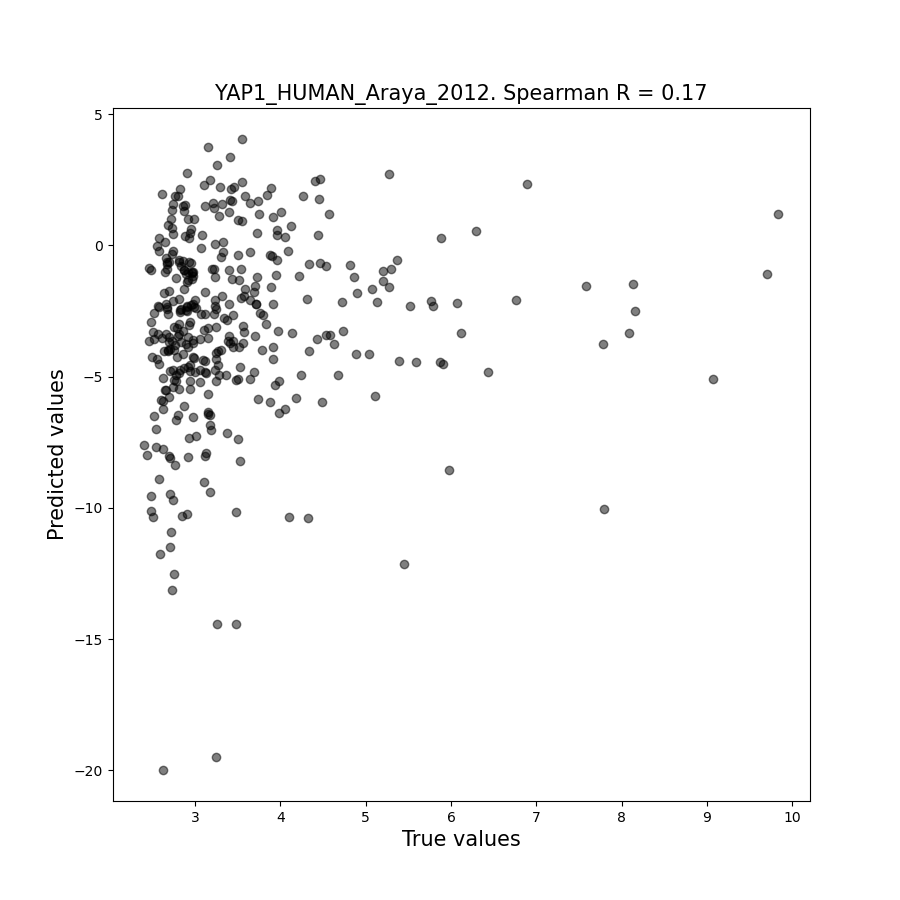 YAP1_HUMAN_Araya_2012. Spearman R = 0.17
5
0
−5
−10
−15
−20
Predicted values
3 4 5 6 7 8 9 10
True values